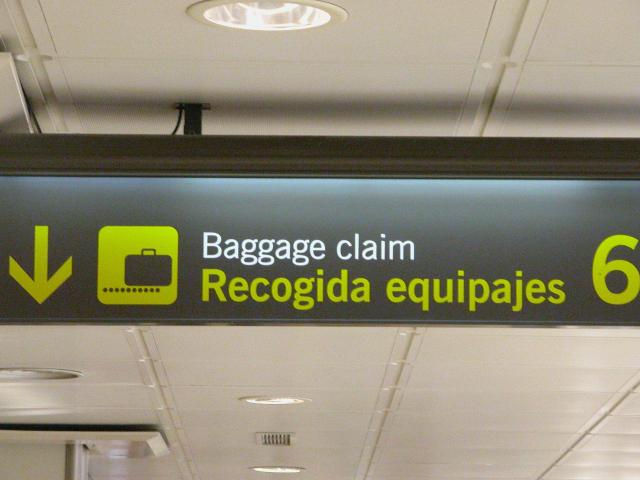 Baggage claim
Recogida equipajes
6